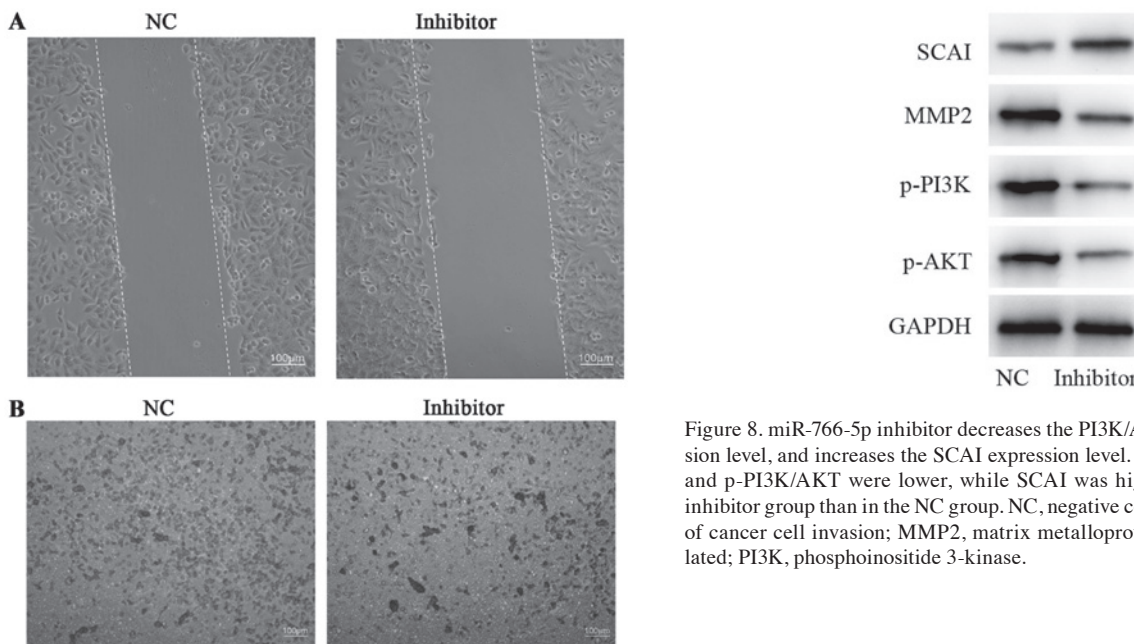 A
NC
Inhibitor
100µm
100µm
B
NC
Inhibitor
100µm
100µm
SCAI
MMP2
p-PI3K
p-AKT
GAPDH
NC Inhibitor
Figure 8. miR-766-5p inhibitor decreases the PI3K/A
sion level, and increases the SCAI expression level.
and p-PI3K/AKT were lower, while SCAI was hig
inhibitor group than in the NC group. NC, negative c
of cancer cell invasion; MMP2, matrix metallopro
lated; PI3K, phosphoinositide 3-kinase.